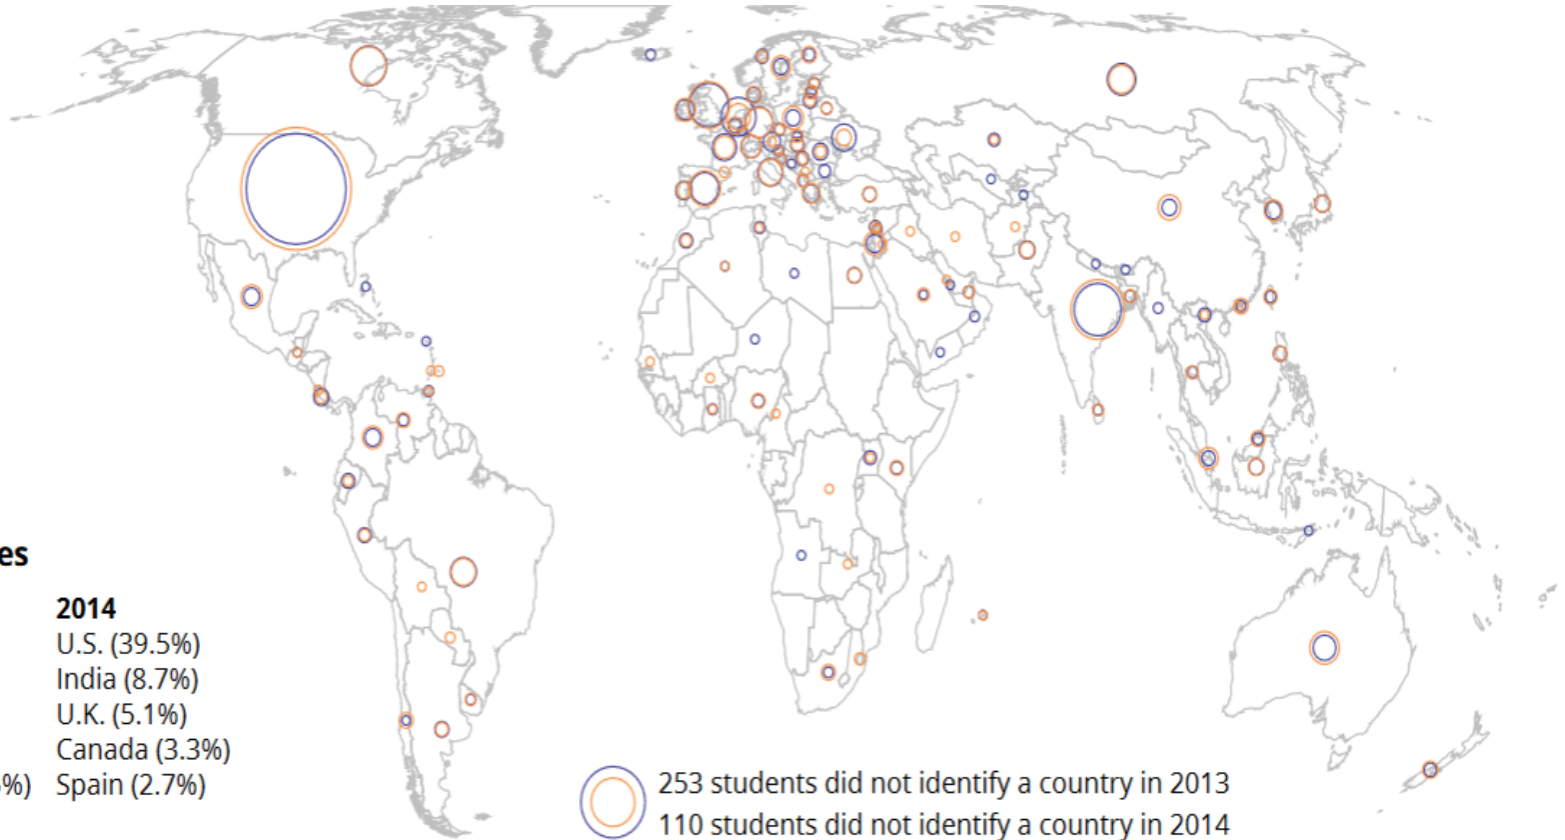 es
2014
U.S. (39.5%)
India (8.7%)
U.K. (5.1%)
Canada (3.3%)
%) Spain (2.7%)
253 students did not identify a country in 2013
110 students did not identify a country in 2014